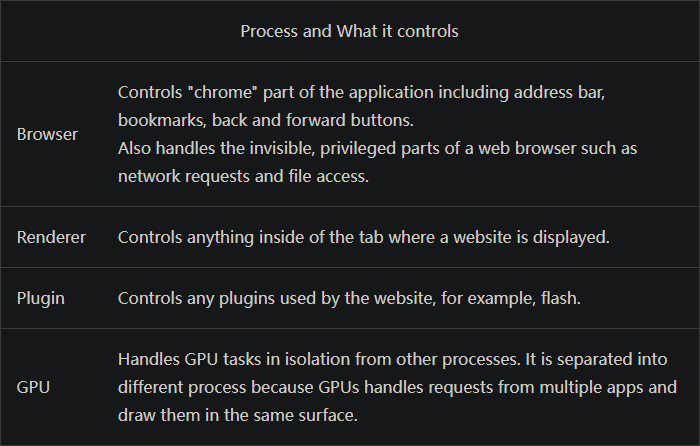 Process and What it controls
Browser
Controls "chrome" part of the application including address bar,
bookmarks, back and forward buttons.
Also handles the invisible, privileged parts of a web browser such as
network requests and file access.
Renderer
Controls anything inside of the tab where a website is displayed.
Plugin
Controls any plugins used by the website, for example, flash.
GPU
Handles GPU tasks in isolation from other processes. It is separated into
different process because GPUs handles requests from multiple apps and
draw them in the same surface.